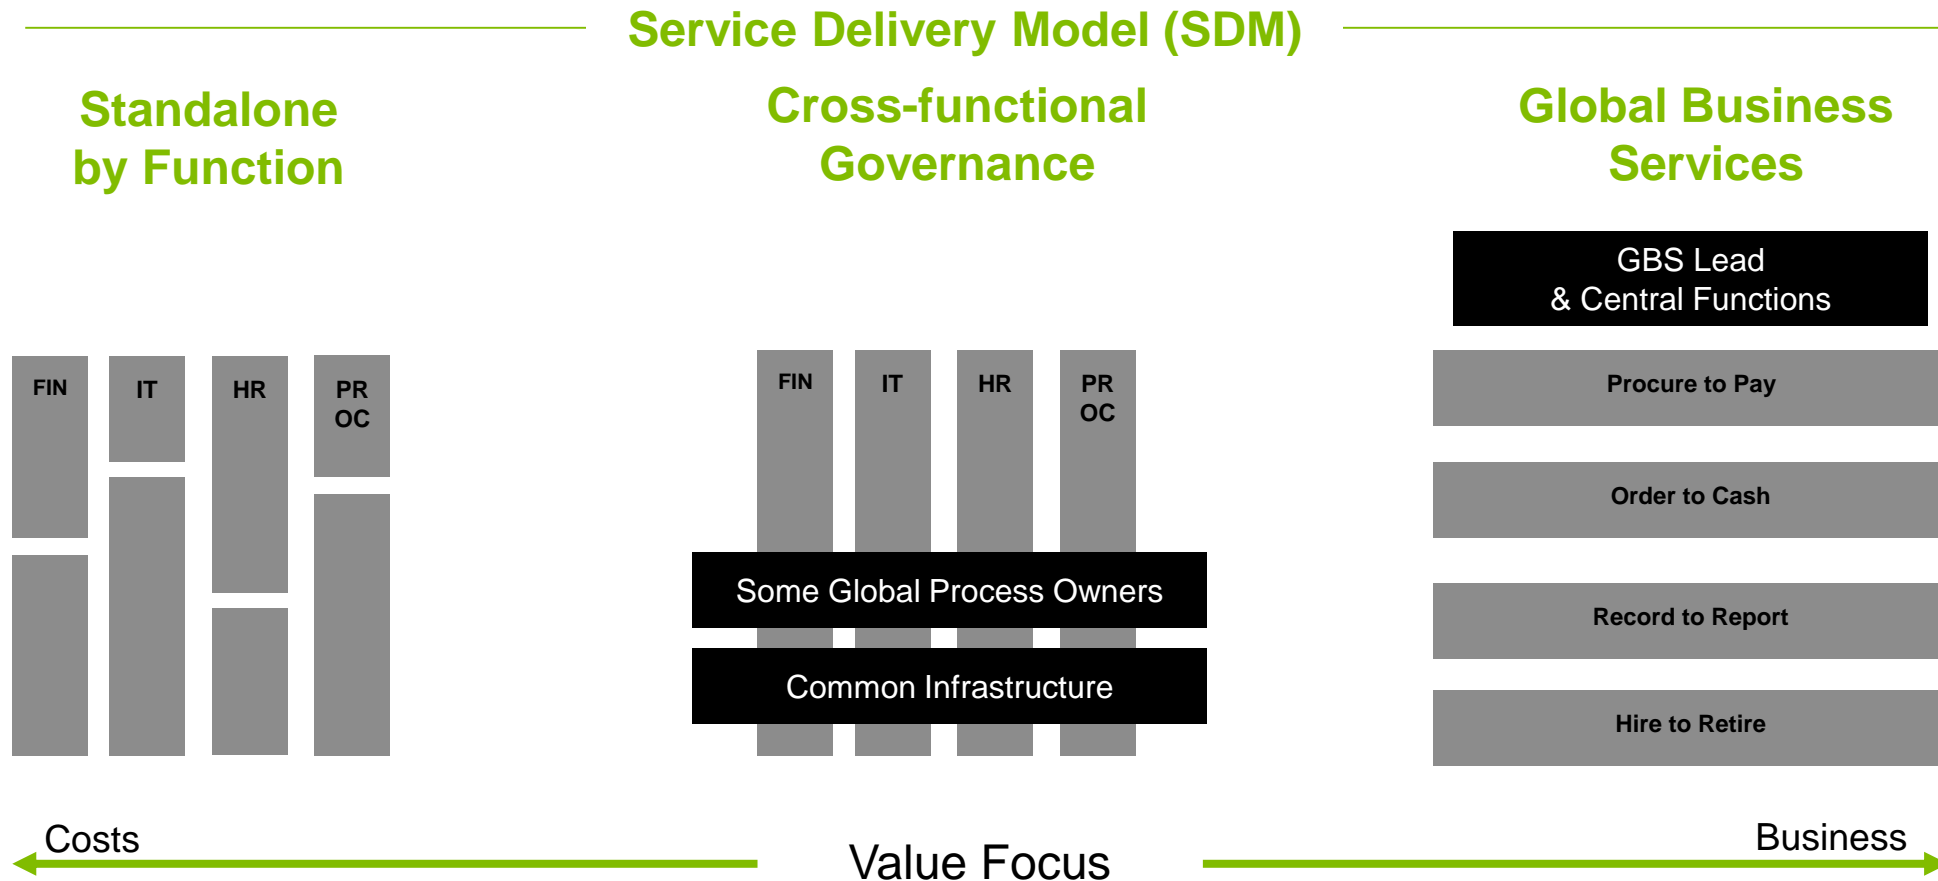 Service Delivery Model (SDM)
Standalone
by Function
Cross-functional
Governance
Global Business
Services
GBS Lead
& Central Functions
FIN
IT
HR
PR
OC
FIN
IT
HR
PR
OC
Some Global Process Owners
Common Infrastructure
Procure to Pay
Order to Cash
Record to Report
Hire to Retire
Costs
Value Focus
Business